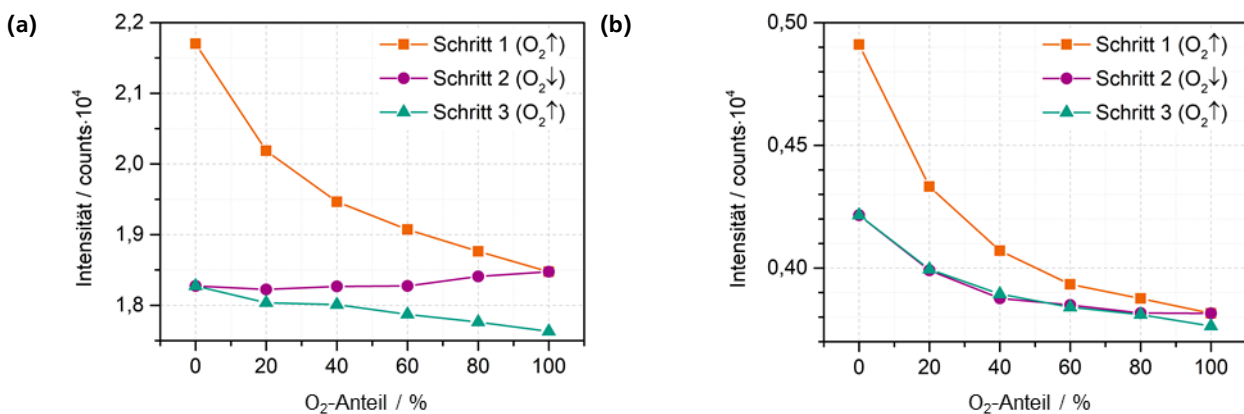 (a)
2,2
2,1
2,0
1,9
1,8
Intensität / counts·10⁴
Schritt 1 (O₂↑)
Schritt 2 (O₂↓)
Schritt 3 (O₂↑)
0 20 40 60 80 100
O₂-Anteil / %
(b)
0,50
0,45
0,40
Intensität / counts·10⁴
Schritt 1 (O₂↑)
Schritt 2 (O₂↓)
Schritt 3 (O₂↑)
0 20 40 60 80 100
O₂-Anteil / %